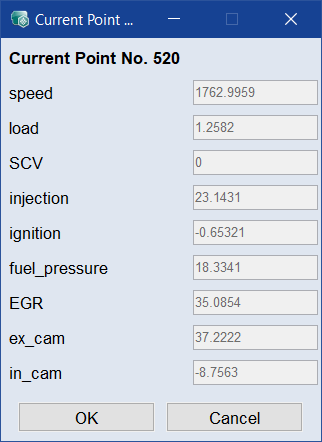 Current Point ...
Current Point No. 520
speed 1762.9959
load 1.2582
SCV 0
injection 23.1431
ignition -0.65321
fuel_pressure 18.3341
EGR 35.0854
ex_cam 37.2222
in_cam -8.7563
OK Cancel